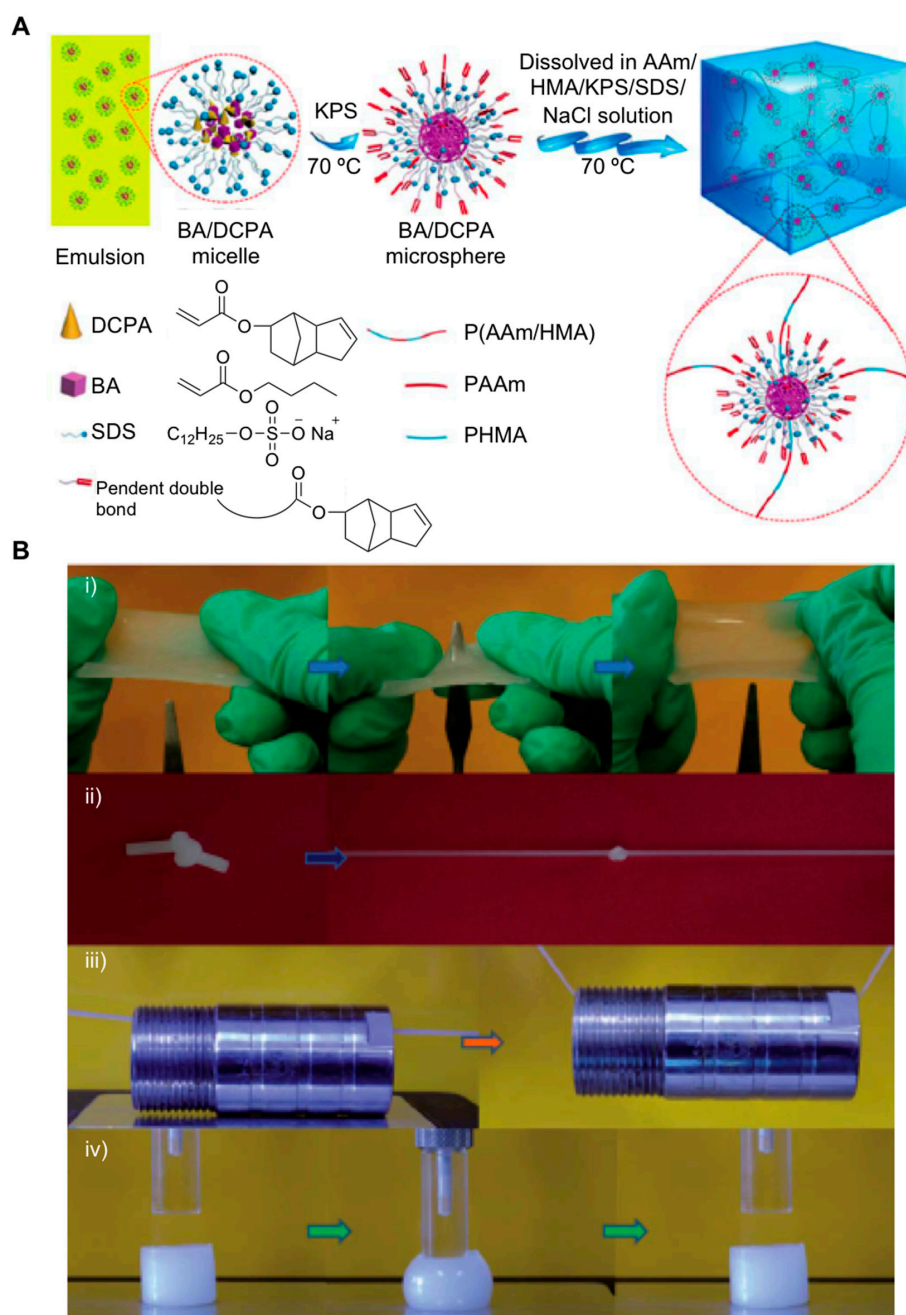 A
KPS
70 ºC
Dissolved in AAm/
HMA/KPS/SDS/
NaCl solution
70 ºC
Emulsion
BA/DCPA
micelle
BA/DCPA
microsphere
DCPA
O
O
P(AAm/HMA)
BA
O
O
PAAm
SDS
C12H25–O–S–O− Na+
O
O
PHMA
Pendent double
bond
O
O
B
i)
ii)
iii)
iv)